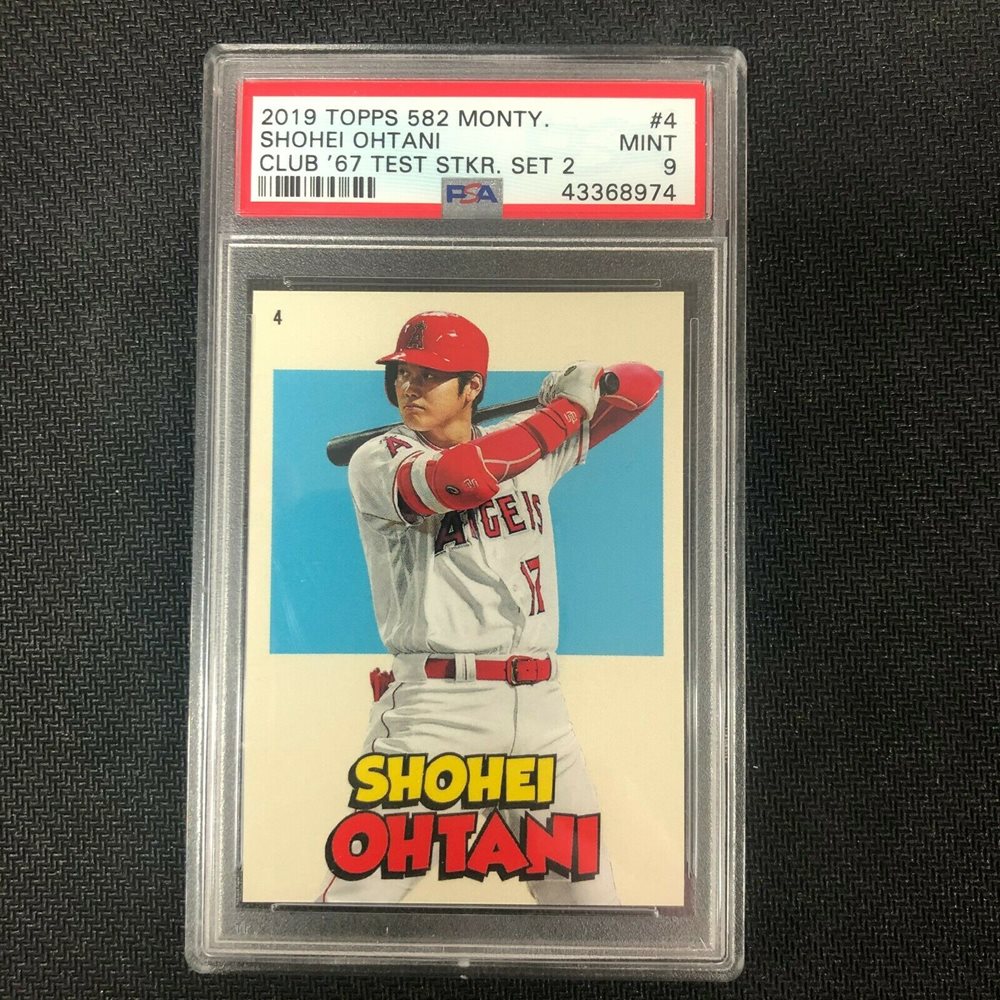 2019 TOPPS 582 MONTY. #4
SHOHEI OHTANI MINT
CLUB '67 TEST STKR. SET 2 9
PSA 43368974
4
A
A
ANGELS
17
SHOHEI
OHTANI